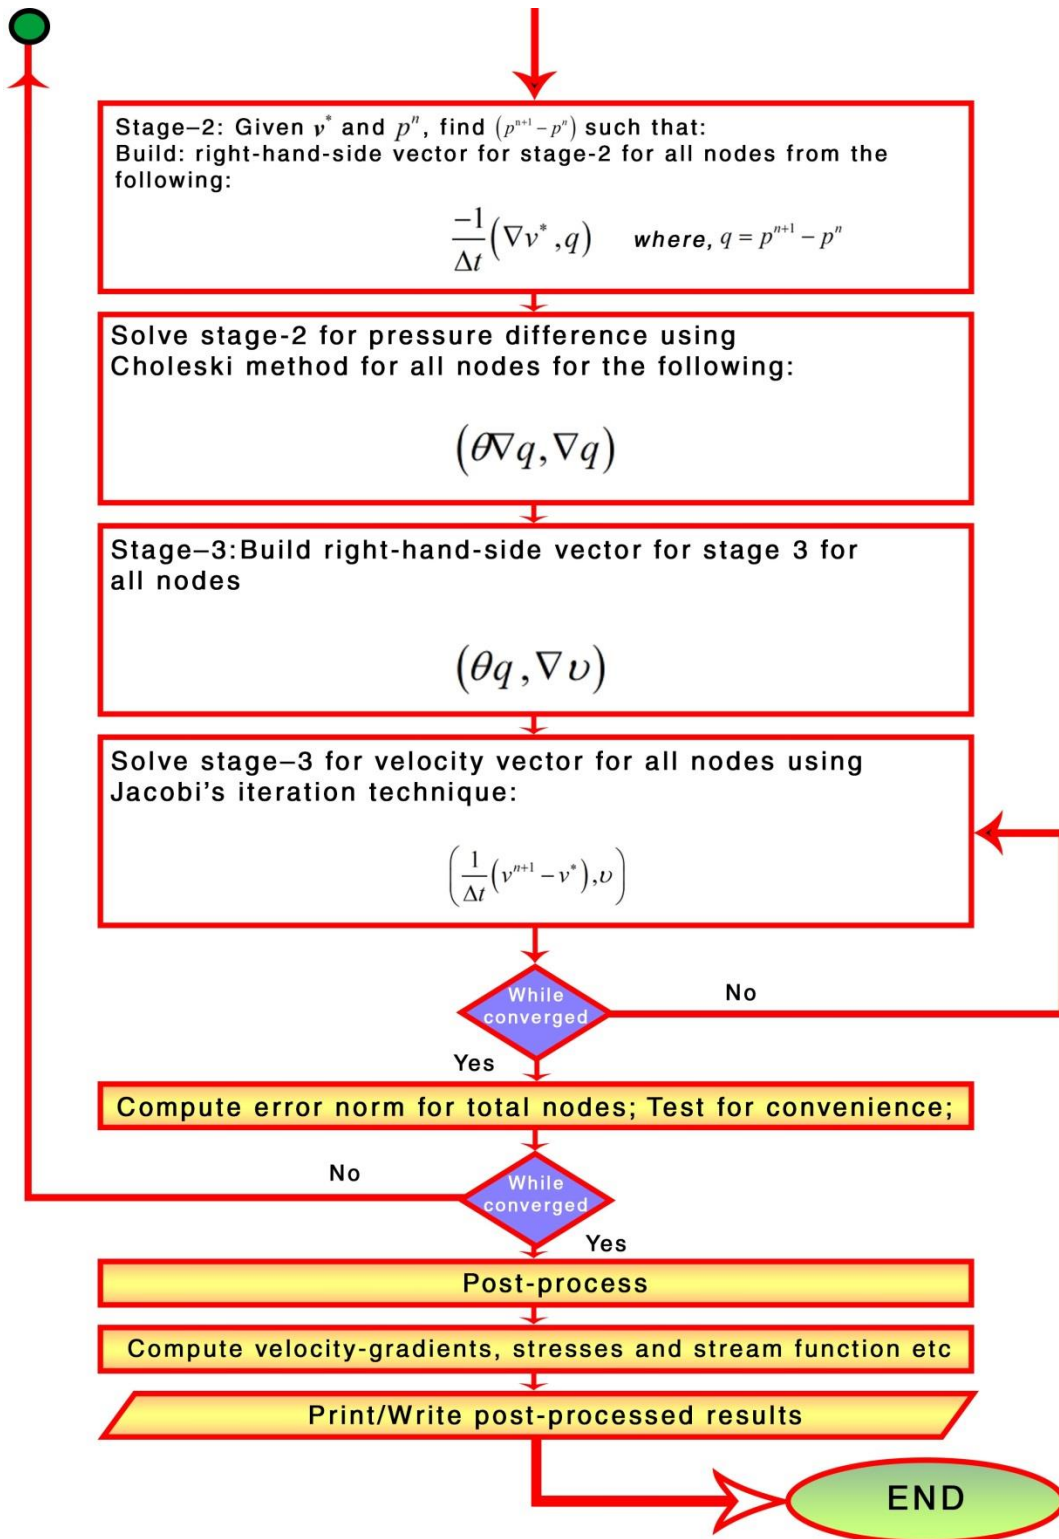 Stage–2: Given v* and pⁿ, find (pⁿ⁺¹ – pⁿ) such that:
Build: right-hand-side vector for stage-2 for all nodes from the
following:
-1/Δt (∇v*, q) where, q = pⁿ⁺¹ – pⁿ
Solve stage-2 for pressure difference using
Choleski method for all nodes for the following:
(θ∇q, ∇q)
Stage–3:Build right-hand-side vector for stage 3 for
all nodes
(θq, ∇υ)
Solve stage–3 for velocity vector for all nodes using
Jacobi's iteration technique:
(1/Δt (vⁿ⁺¹ – v*), υ)
While
converged
No
Yes
Compute error norm for total nodes; Test for convenience;
No
While
converged
Yes
Post-process
Compute velocity-gradients, stresses and stream function etc
Print/Write post-processed results
END